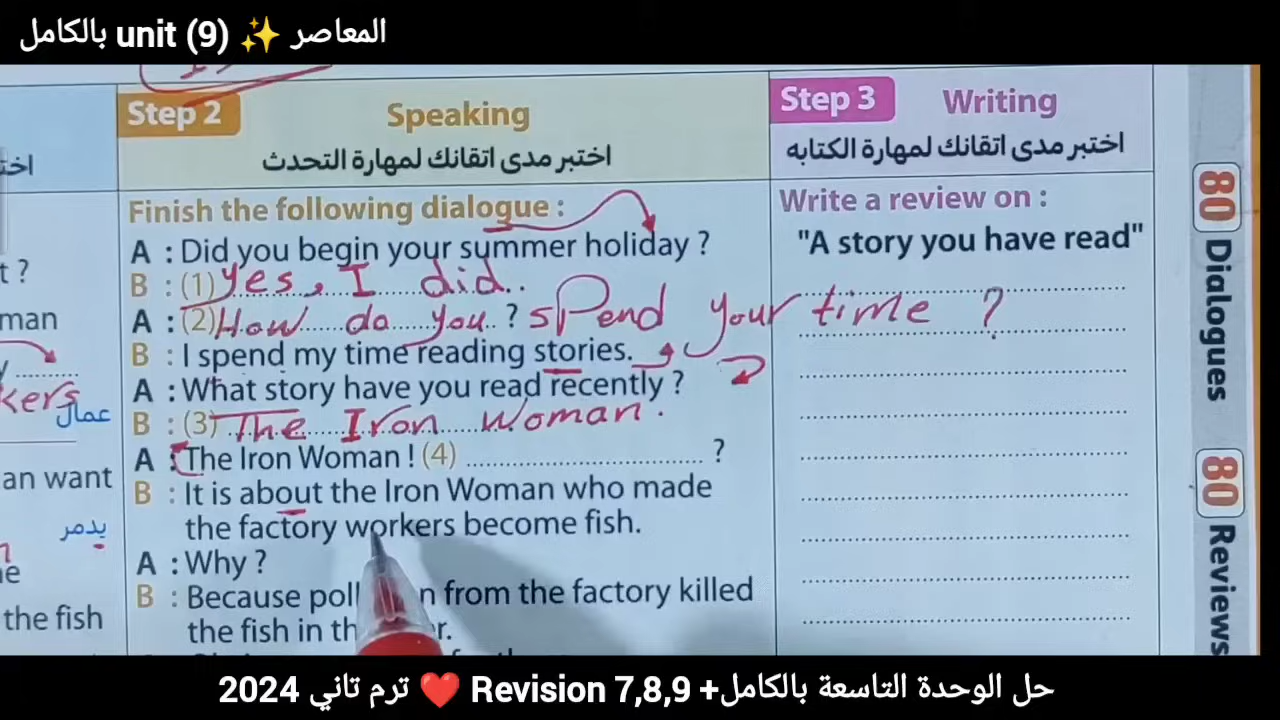 المعاصر ✨ unit (9) بالكامل
Step 2 Speaking
اختبر مدى اتقانك لمهارة التحدث
Finish the following dialogue :
A : Did you begin your summer holiday ?
B : (1) yes, I did.
A : (2) How do you ? spend your time ?
B : I spend my time reading stories.
A : What story have you read recently ?
B : (3) The Iron Woman.
A : The Iron Woman ! (4) ........................................ ?
B : It is about the Iron Woman who made
the factory workers become fish.
A : Why ?
B : Because from the factory killed
the fish in
Step 3 Writing
اختبر مدى اتقانك لمهارة الكتابه
Write a review on :
"A story you have read"
80 Dialogues
80 Reviews
t ?
man
عمال
an want
يدمر
the fish
حل الوحدة التاسعة بالكامل+ Revision 7,8,9 ❤️ ترم تاني 2024